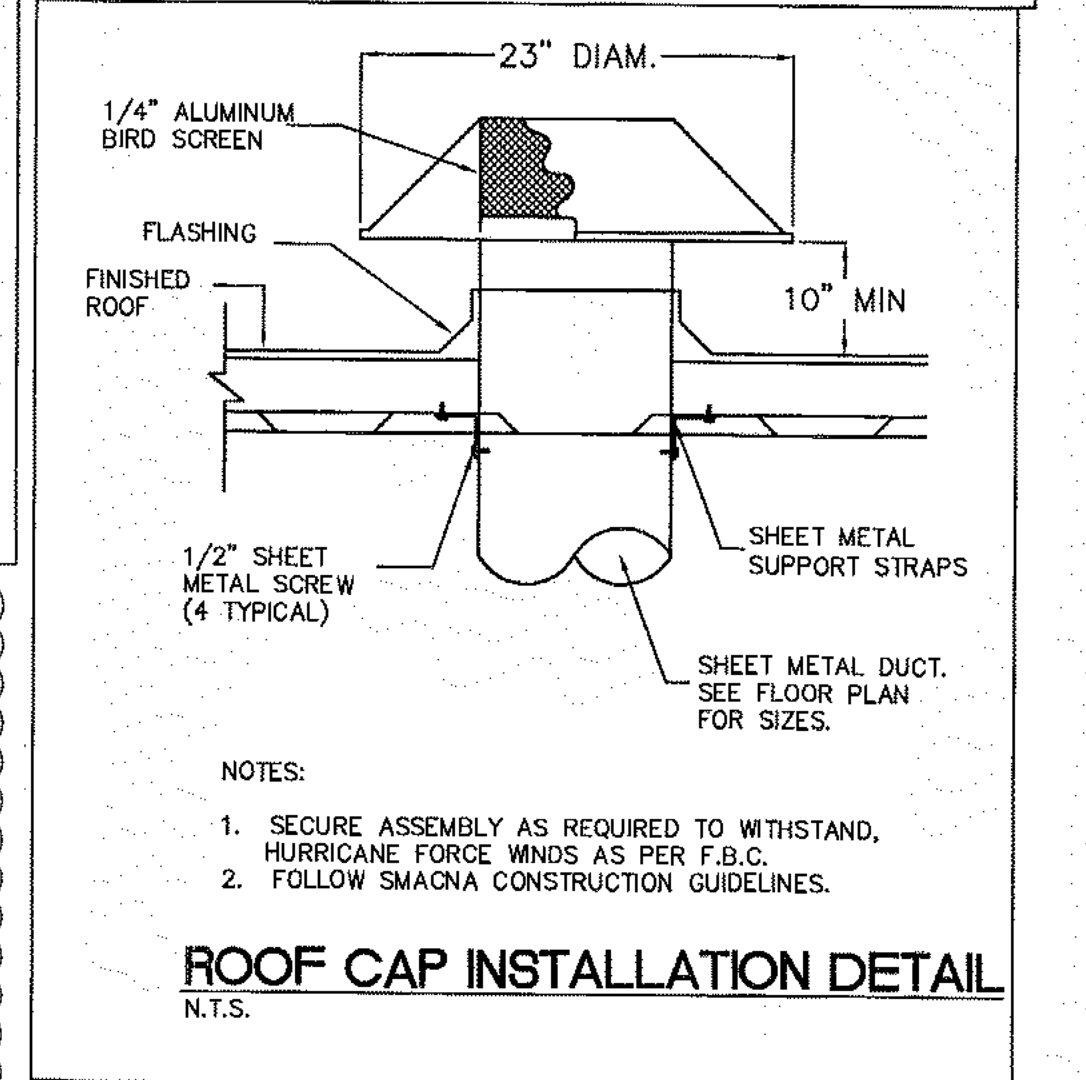 23" DIAM.
1/4" ALUMINUM
BIRD SCREEN
FLASHING
FINISHED
ROOF
10" MIN
1/2" SHEET
METAL SCREW
(4 TYPICAL)
SHEET METAL
SUPPORT STRAPS
SHEET METAL DUCT.
SEE FLOOR PLAN
FOR SIZES.
NOTES:
1. SECURE ASSEMBLY AS REQUIRED TO WITHSTAND,
HURRICANE FORCE WINDS AS PER F.B.C.
2. FOLLOW SMACNA CONSTRUCTION GUIDELINES.
ROOF CAP INSTALLATION DETAIL
N.T.S.